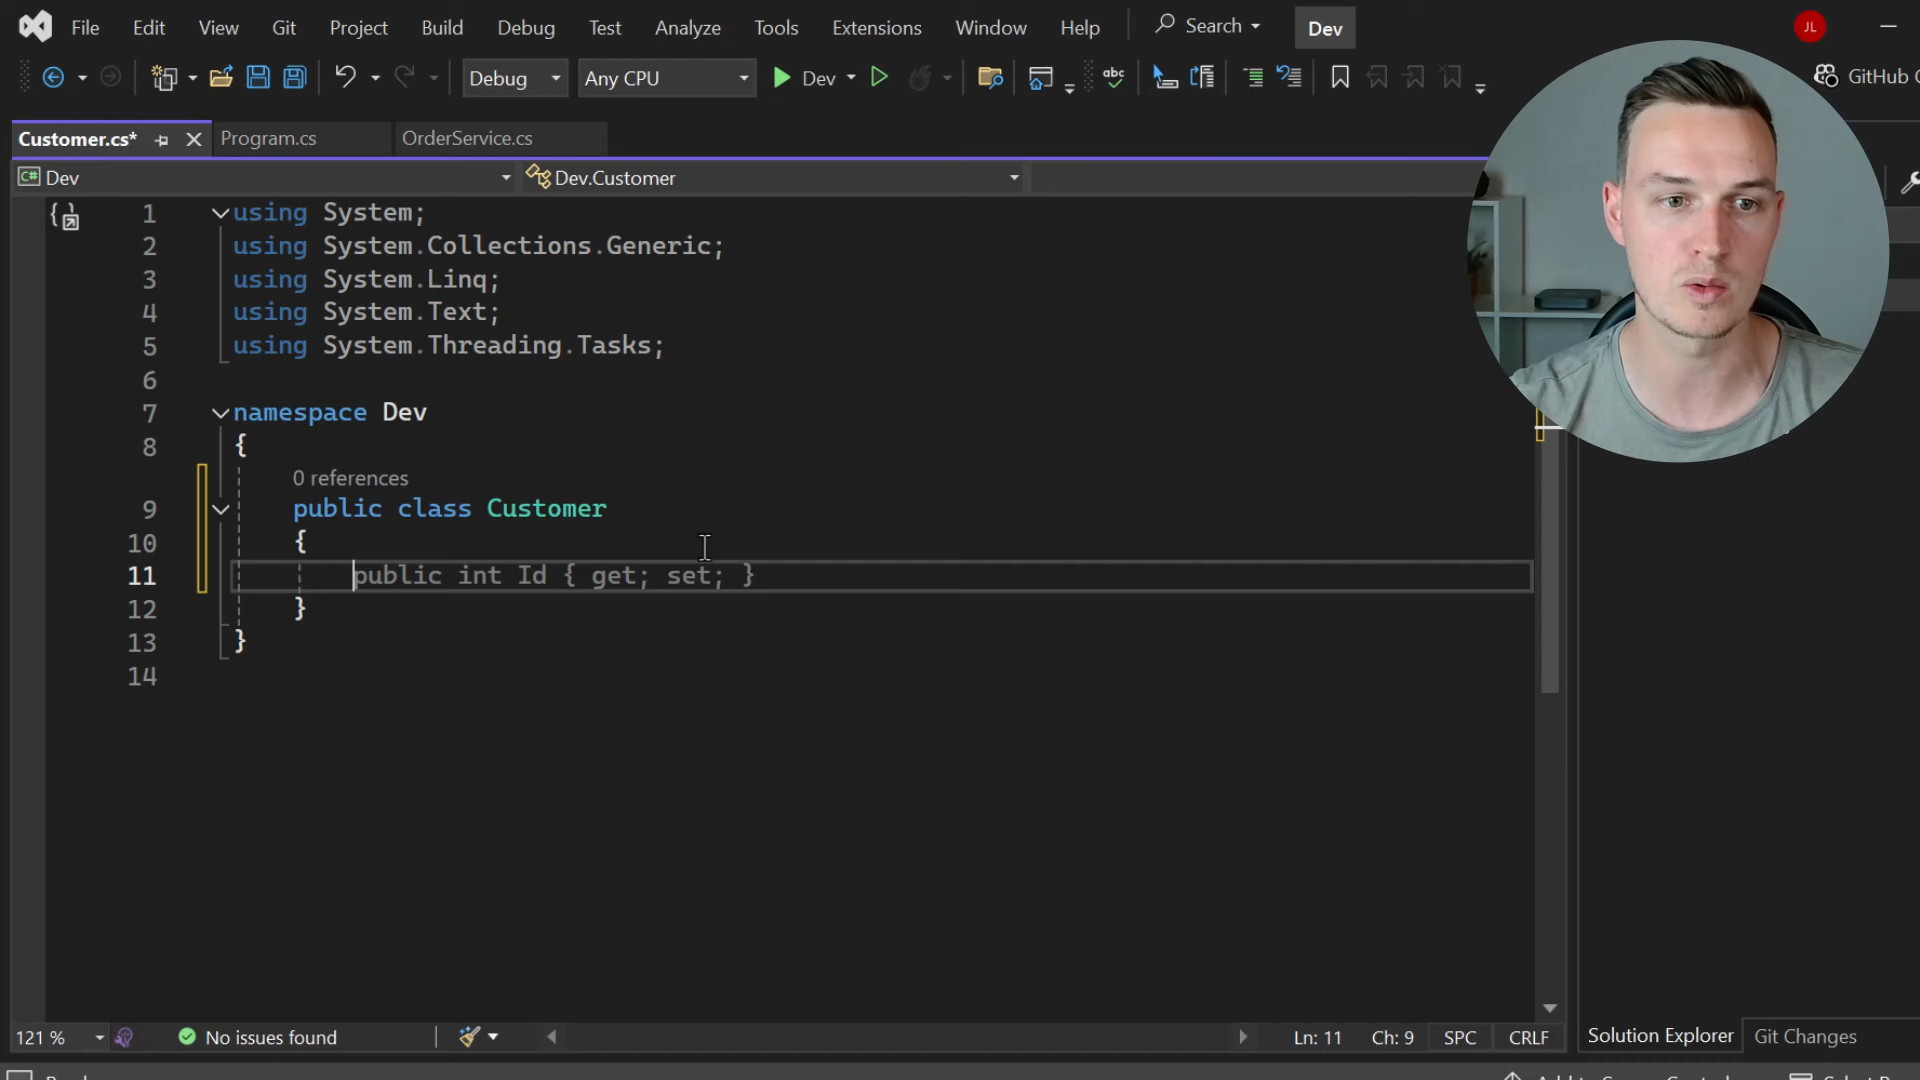 File Edit View Git Project Build Debug Test Analyze Tools Extensions Window Help Search Dev JL
Debug Any CPU Dev abc GitHub
Customer.cs* Program.cs OrderService.cs
C# Dev Dev.Customer
1 using System;
2 using System.Collections.Generic;
3 using System.Linq;
4 using System.Text;
5 using System.Threading.Tasks;
6
7 namespace Dev
8 {
0 references
9 public class Customer
10 {
11 public int Id { get; set; }
12 }
13 }
14
121 % No issues found Ln: 11 Ch: 9 SPC CRLF Solution Explorer Git Changes